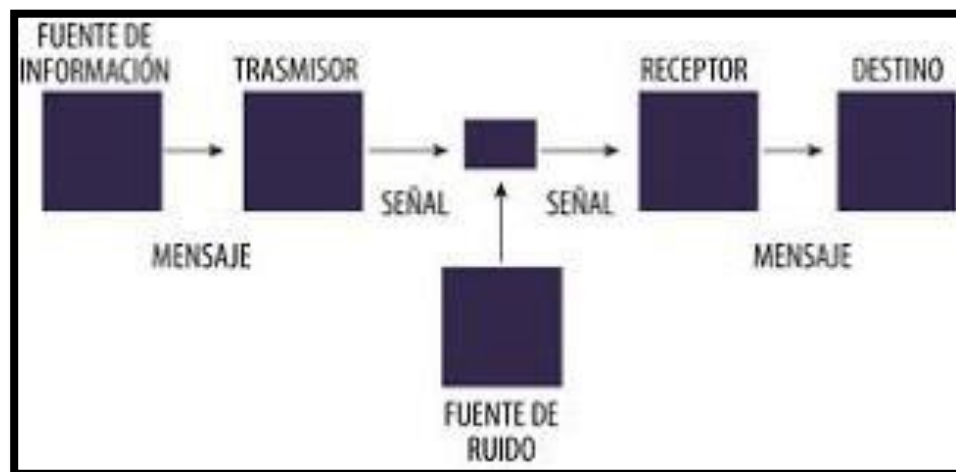 FUENTE DE
INFORMACIÓN
TRASMISOR
RECEPTOR
DESTINO
SEÑAL
SEÑAL
MENSAJE
MENSAJE
FUENTE DE
RUIDO